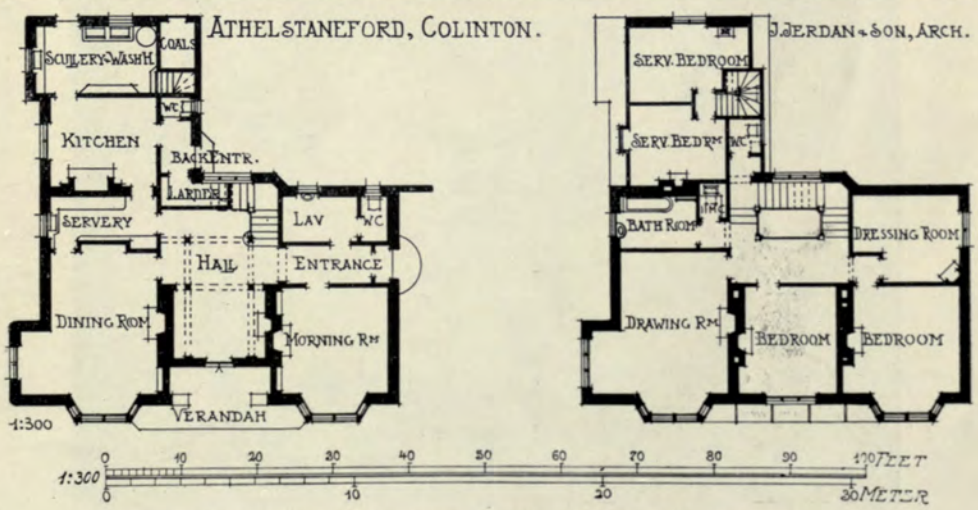 ATHELSTANEFORD, COLINTON.
J. JERDAN & SON, ARCH.
SCULLERY & WASH H.
COALS
WC
KITCHEN
BACK ENTR.
LARDER
SERVERY
LAV
WC
HALL
ENTRANCE
DINING ROOM
MORNING RM
VERANDAH
1:300
SERV. BEDROOM
SERV. BEDRM
WC
BATH ROOM
DRESSING ROOM
DRAWING RM
BEDROOM
BEDROOM
1:300
0 10 20 30 40 50 60 70 80 90 100 FEET
0 10 20 30 METER